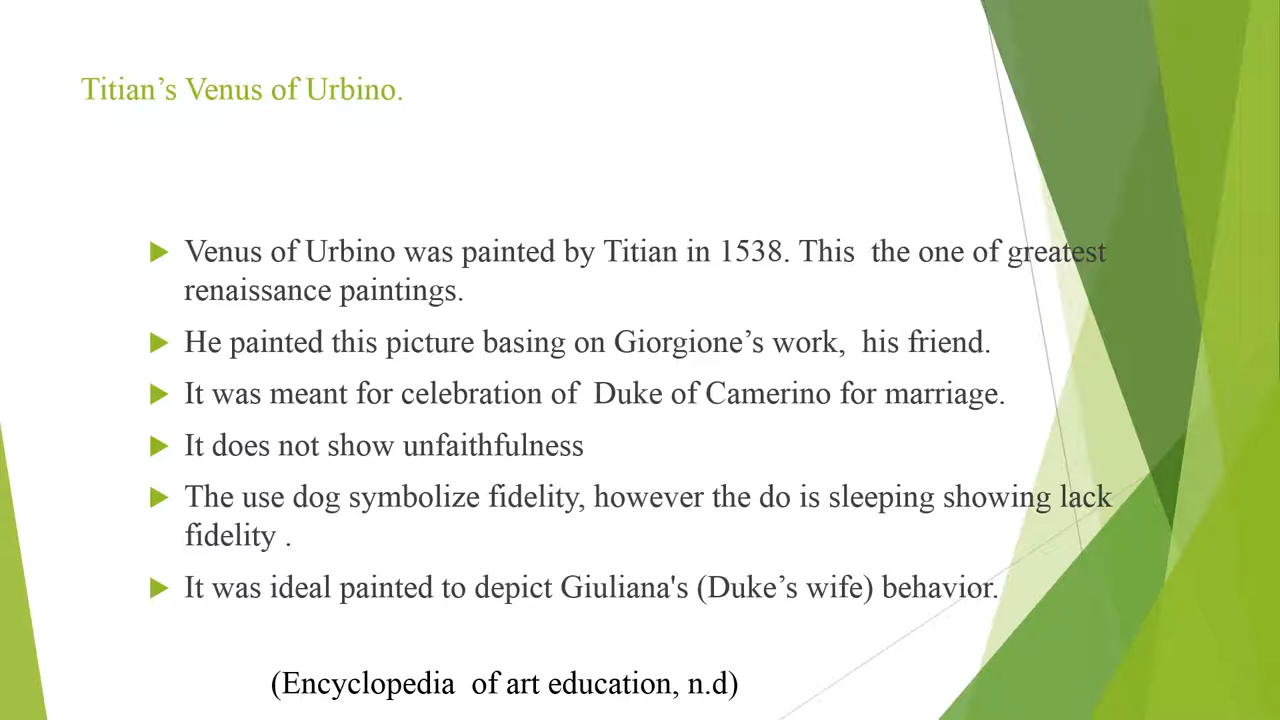 Titian’s Venus of Urbino.
Venus of Urbino was painted by Titian in 1538. This  the one of greatest
renaissance paintings.
He painted this picture basing on Giorgione’s work,  his friend.
It was meant for celebration of  Duke of Camerino for marriage.
It does not show unfaithfulness
The use dog symbolize fidelity, however the do is sleeping showing lack
fidelity .
It was ideal painted to depict Giuliana's (Duke’s wife) behavior.
(Encyclopedia  of art education, n.d)